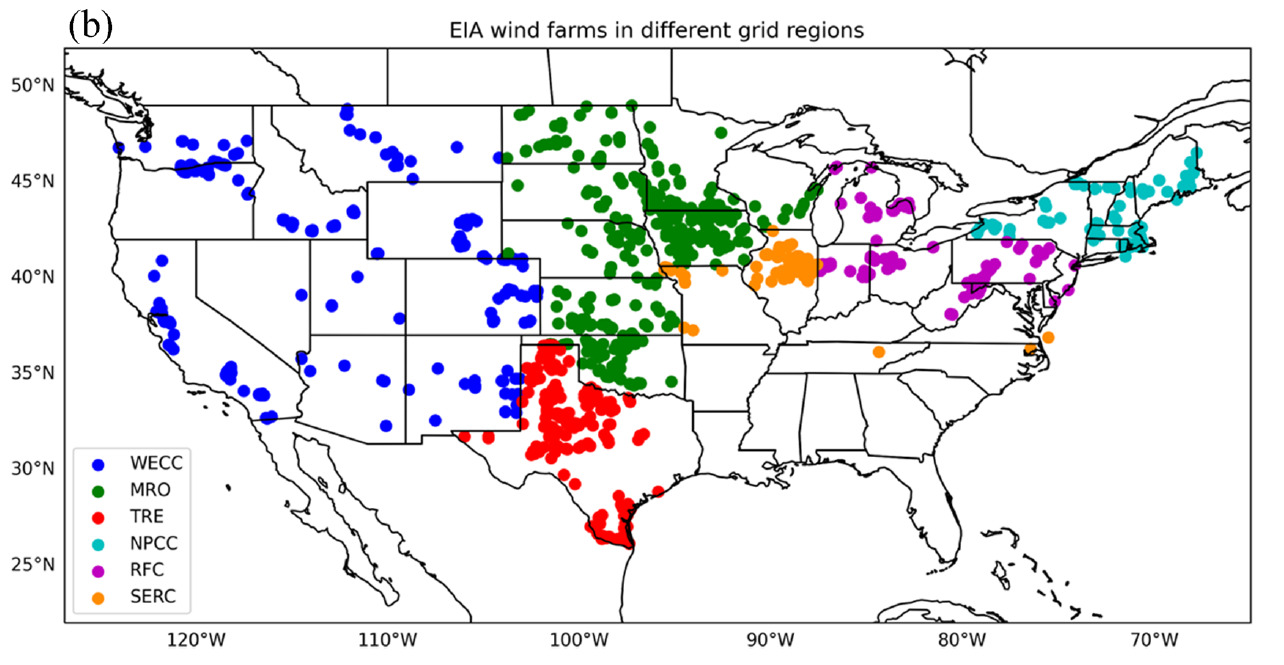 (b)
EIA wind farms in different grid regions
50°N
45°N
40°N
35°N
30°N
25°N
WECC
MRO
TRE
NPCC
RFC
SERC
120°W 110°W 100°W 90°W 80°W 70°W